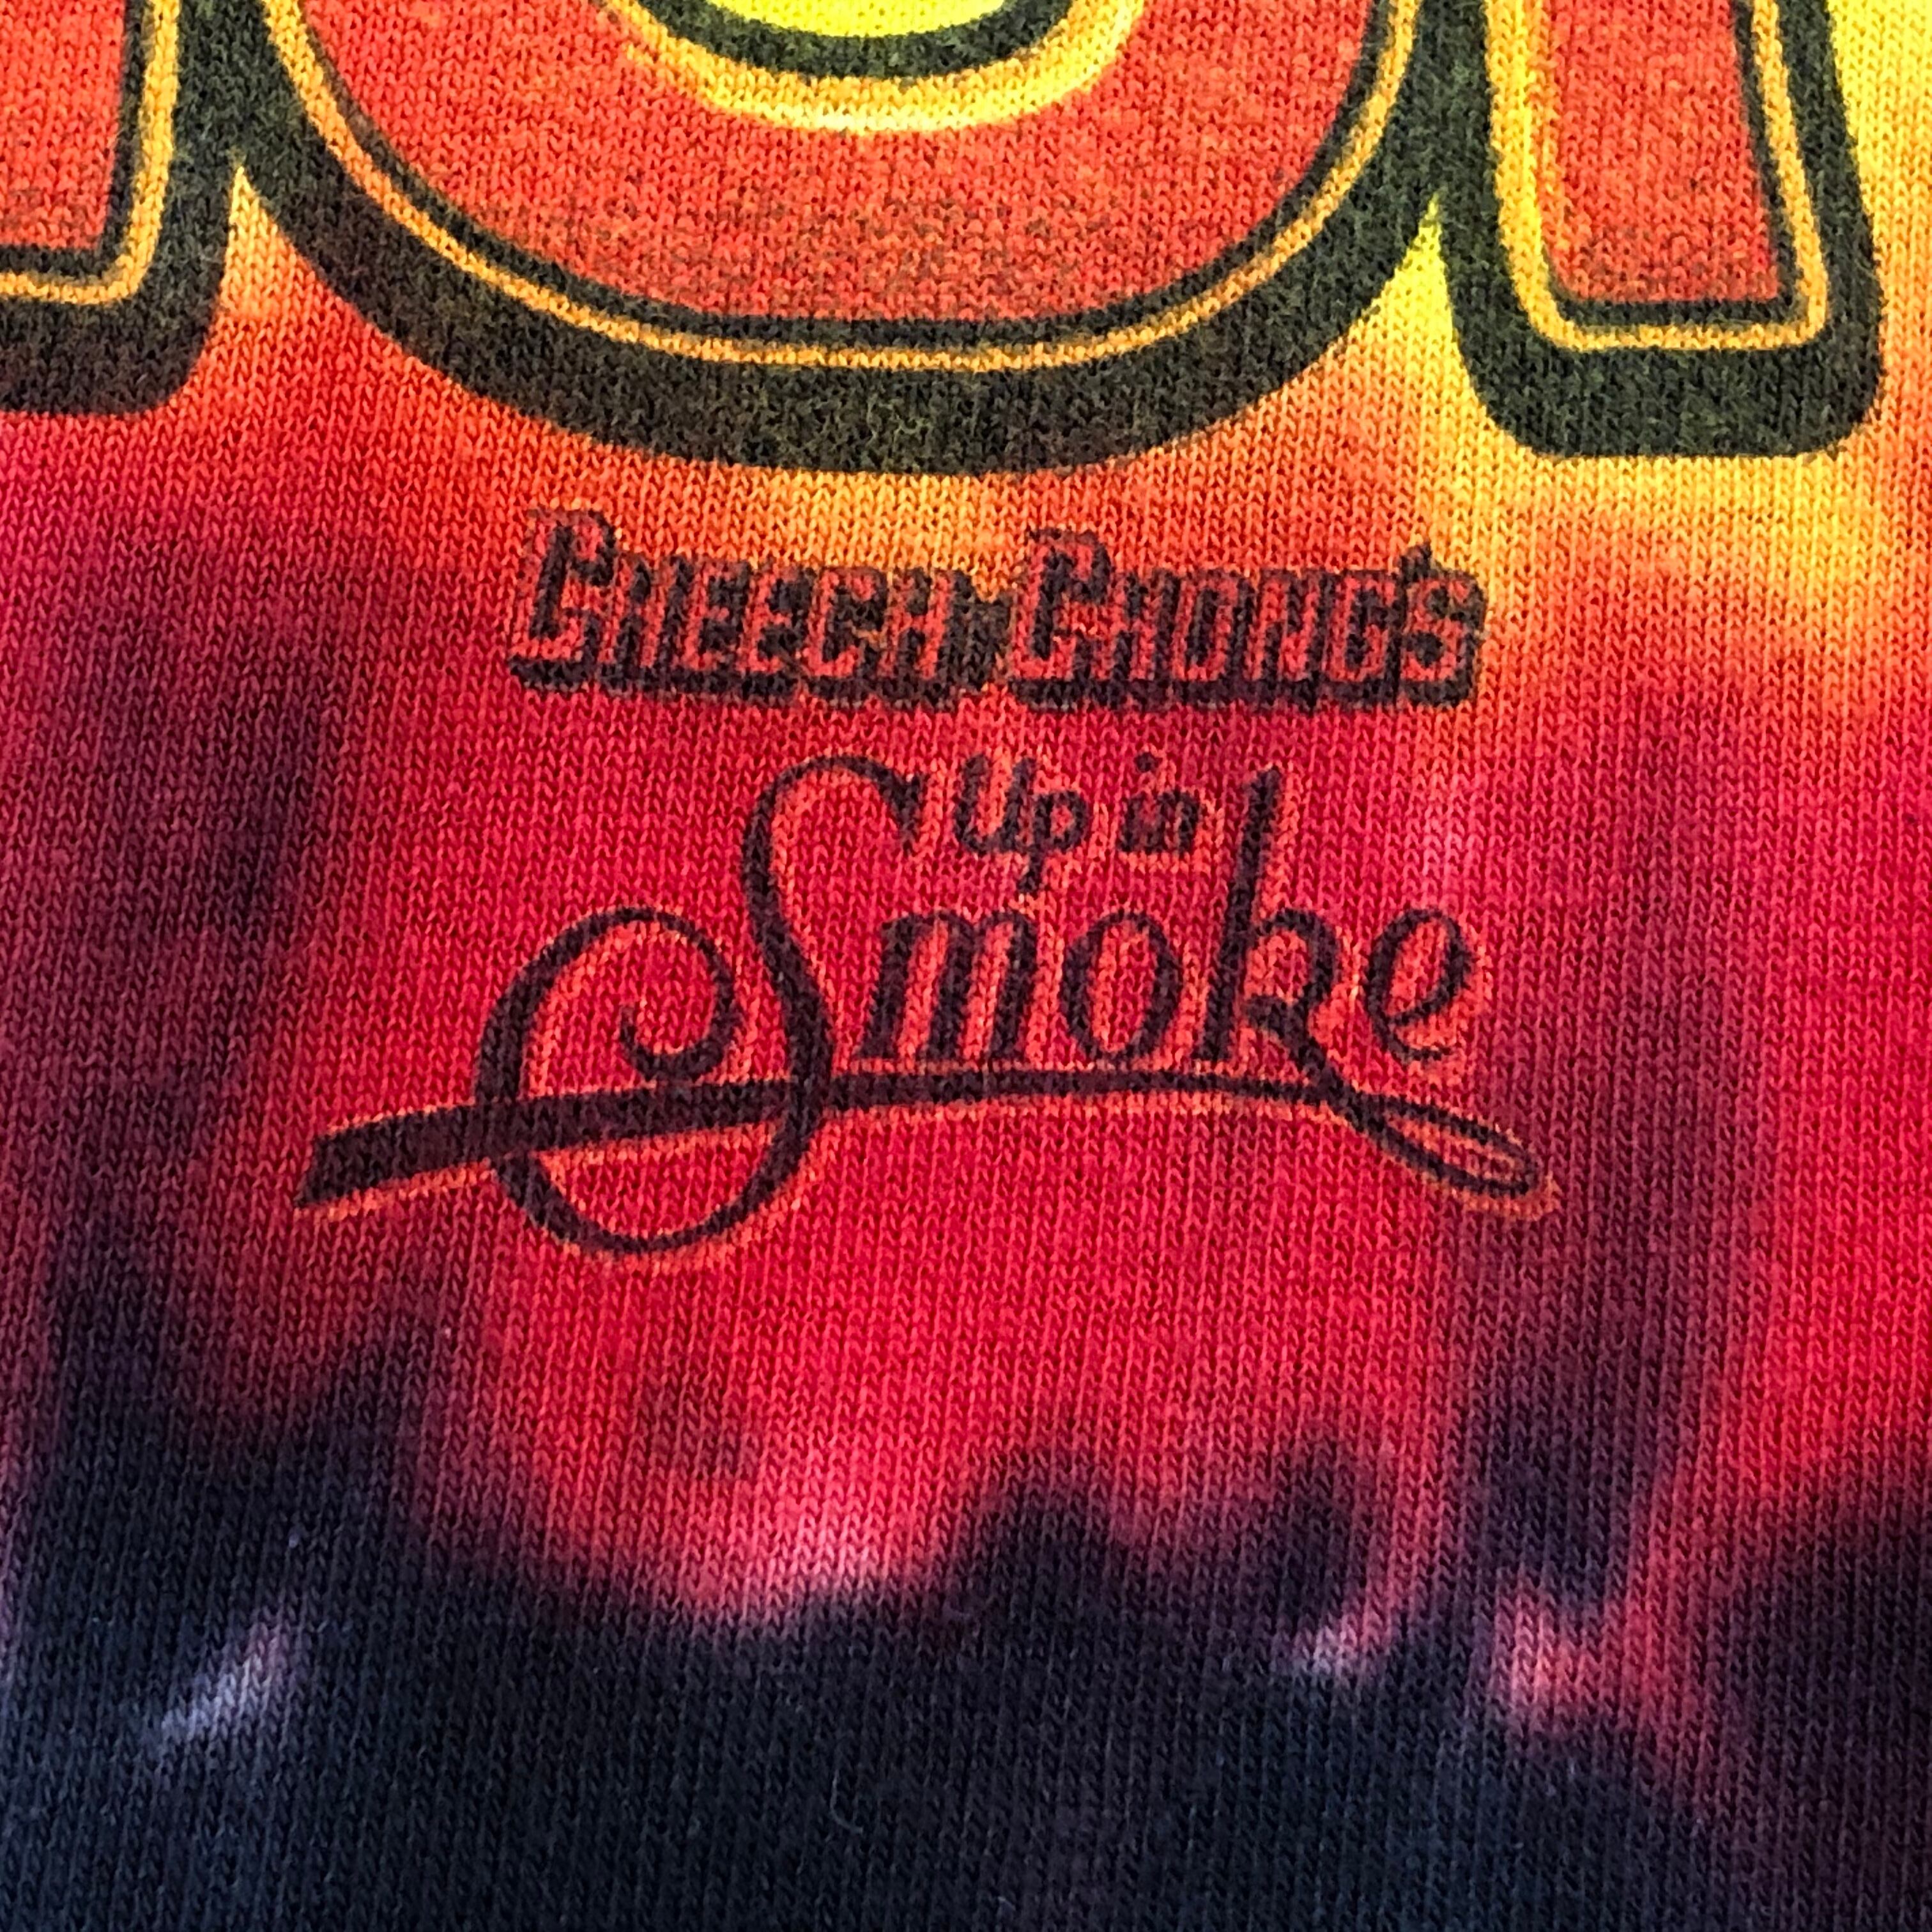 CHEECH & CHONG'S
Up in
Smoke